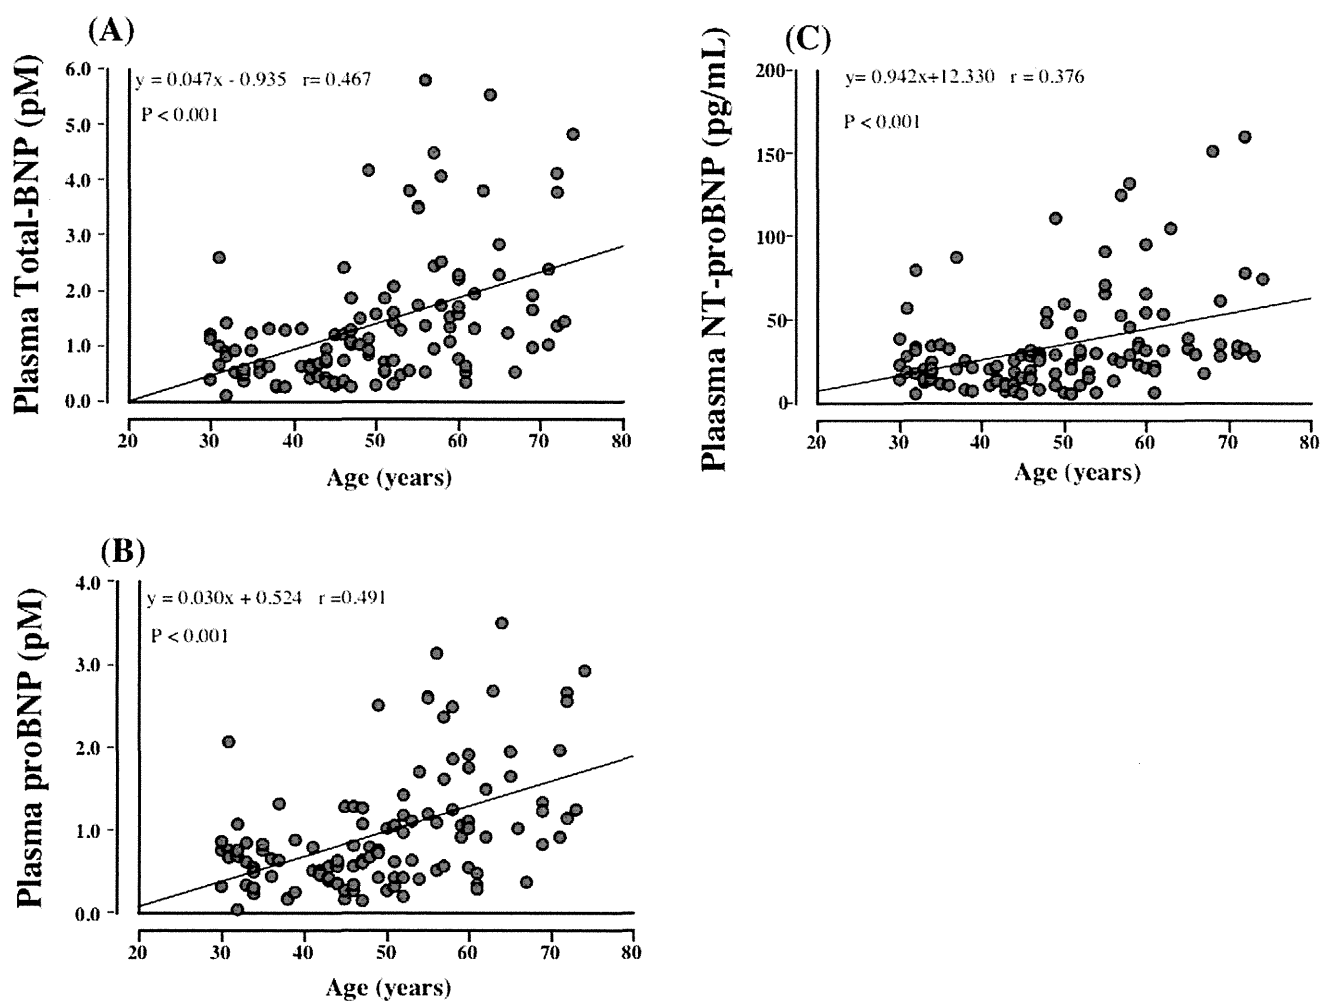 (A)
Plasma Total-BNP (pM)
y = 0.047x - 0.935 r= 0.467
P < 0.001
6.0
5.0
4.0
3.0
2.0
1.0
0.0
20 30 40 50 60 70 80
Age (years)
(C)
Plaasma NT-proBNP (pg/mL)
y= 0.942x+12.330 r = 0.376
P < 0.001
200
150
100
50
0
20 30 40 50 60 70 80
Age (years)
(B)
Plasma proBNP (pM)
y = 0.030x + 0.524 r =0.491
P < 0.001
4.0
3.0
2.0
1.0
0.0
20 30 40 50 60 70 80
Age (years)